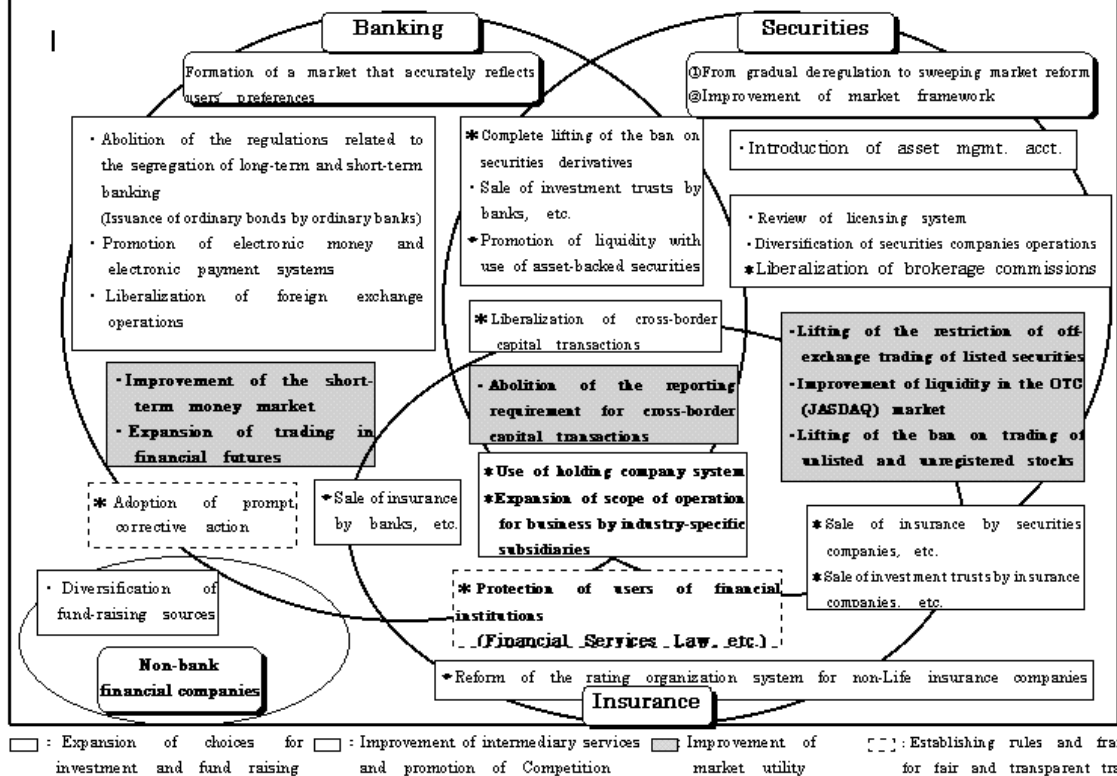 Banking
Securities
Formation of a market that accurately reflects
users' preferences
①From gradual deregulation to sweeping market reform
②Improvement of market framework
・Abolition of the regulations related to
the segregation of long-term and short-term
banking
(Issuance of ordinary bonds by ordinary banks)
・Promotion of electronic money and
electronic payment systems
・Liberalization of foreign exchange
operations
＊Complete lifting of the ban on
securities derivatives
・Sale of investment trusts by
banks, etc.
＊Promotion of liquidity with
use of asset-backed securities
・Introduction of asset mgmt. acct.
・Review of licensing system
・Diversification of securities companies operations
＊Liberalization of brokerage commissions
＊Liberalization of cross-border
capital transactions
・Lifting of the restriction of off-
exchange trading of listed securities
・Improvement of liquidity in the OTC
(JASDAQ) market
・Lifting of the ban on trading of
unlisted and unregistered stocks
・Improvement of the short-
term money market
・Expansion of trading in
financial futures
・Abolition of the reporting
requirement for cross-border
capital transactions
＊Use of holding company system
＊Expansion of scope of operation
for business by industry-specific
subsidiaries
＊Adoption of prompt
corrective action
＊Sale of insurance
by banks, etc.
＊Sale of insurance by securities
companies, etc.
＊Sale of investment trusts by insurance
companies, etc.
・Diversification of
fund-raising sources
＊Protection of users of financial
institutions
(Financial Services Law, etc.)
Non-bank
financial companies
＊Reform of the rating organization system for non-Life insurance companies
Insurance
: Expansion of choices for
investment and fund raising
: Improvement of intermediary services
and promotion of Competition
: Improvement of
market utility
: Establishing rules and
for fair and transparent